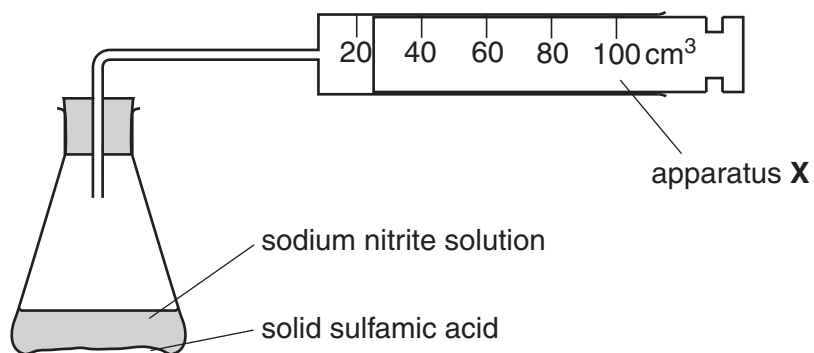 20 40 60 80 100 cm³
apparatus X
sodium nitrite solution
solid sulfamic acid